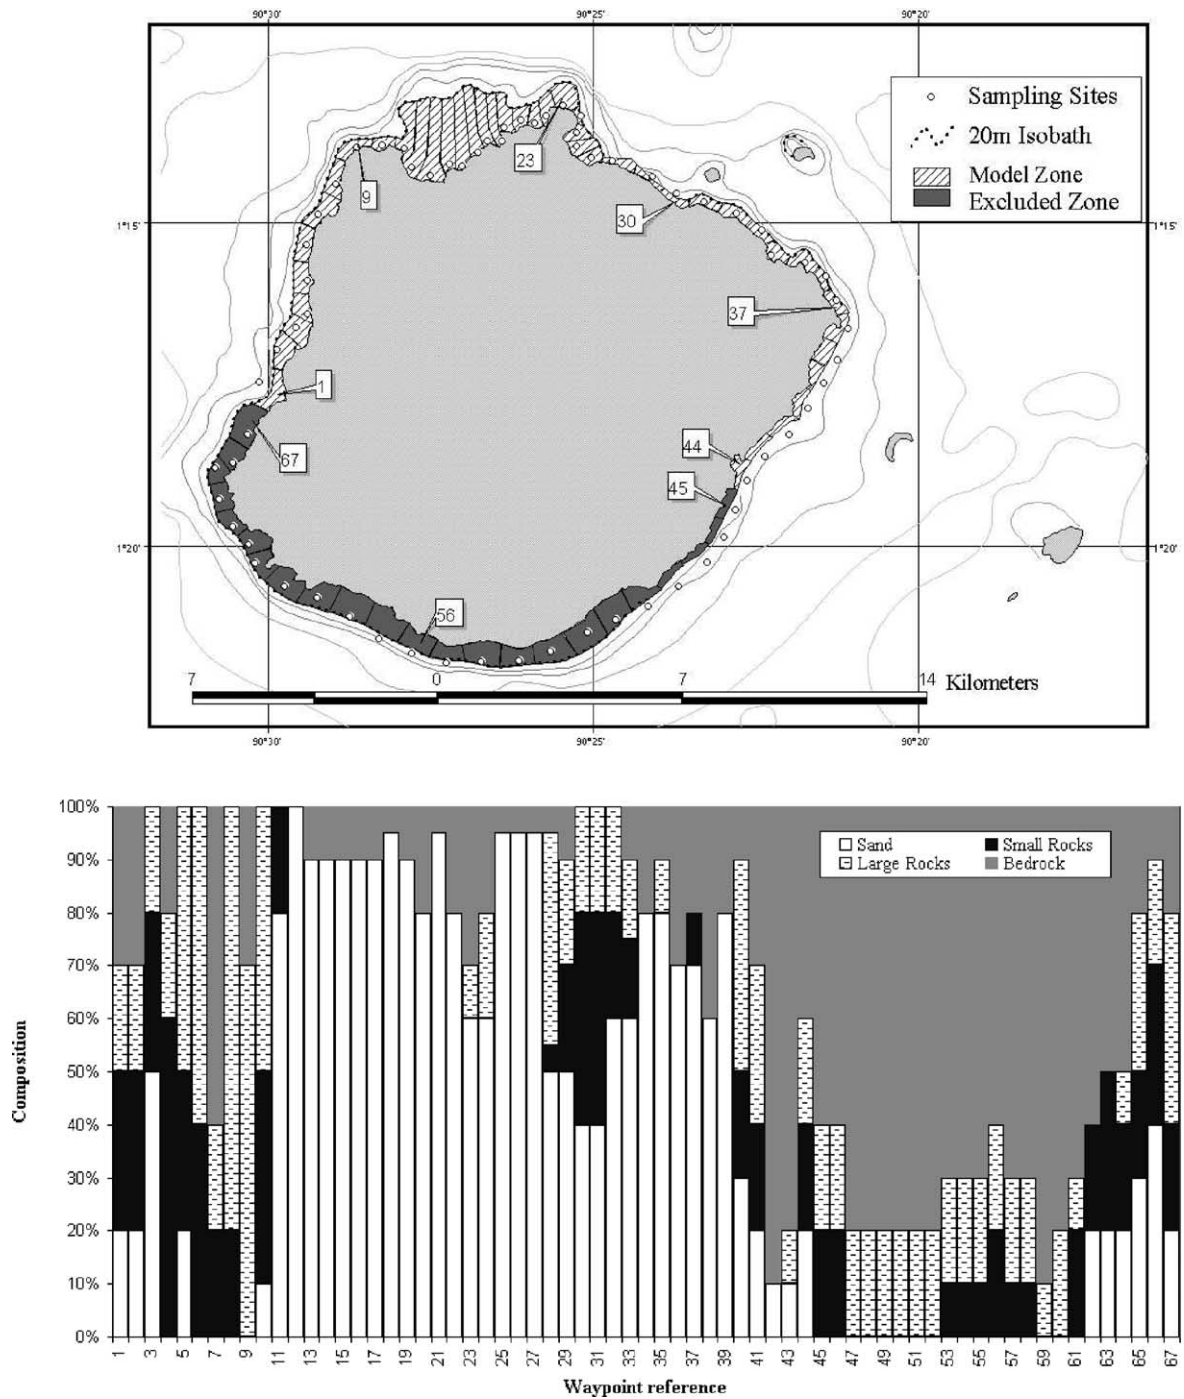 90°30'
90°25'
90°20'
Sampling Sites
20m Isobath
Model Zone
Excluded Zone
23
9
30
1°15'
1°15'
37
1
44
67
45
1°20'
1°20'
56
7
0
7
14
Kilometers
90°30'
90°25'
90°20'
100%
90%
80%
70%
60%
50%
40%
30%
20%
10%
0%
Composition
Sand
Small Rocks
Large Rocks
Bedrock
1 3 5 7 9 11 13 15 17 19 21 23 25 27 29 31 33 35 37 39 41 43 45 47 49 51 53 55 57 59 61 63 65 67
Waypoint reference